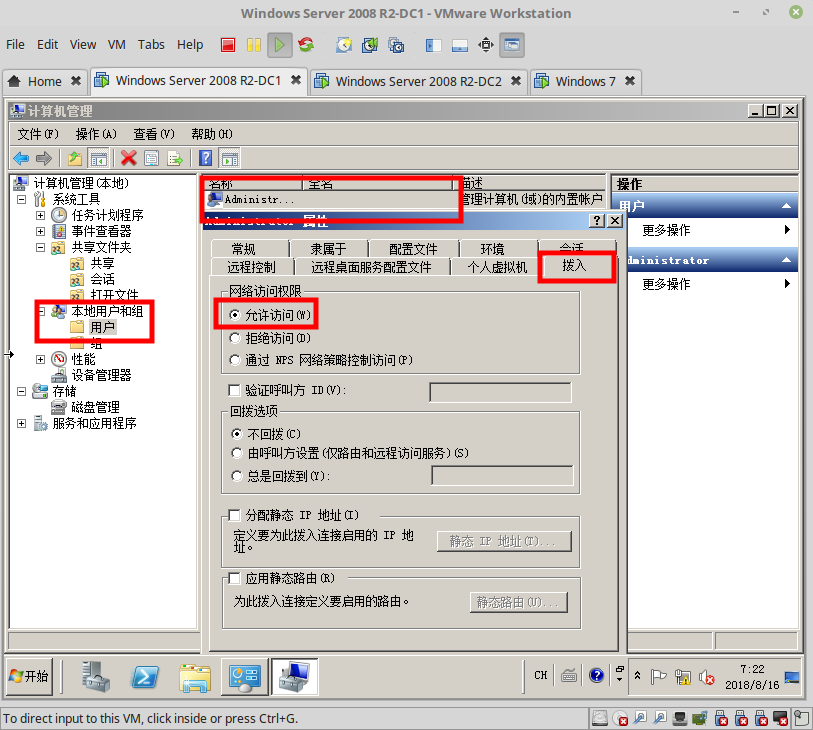 Windows Server 2008 R2-DC1 - VMware Workstation
File Edit View VM Tabs Help
Home Windows Server 2008 R2-DC1 Windows Server 2008 R2-DC2 Windows 7
计算机管理
文件(F) 操作(A) 查看(V) 帮助(H)
计算机管理(本地)
系统工具
任务计划程序
事件查看器
共享文件夹
共享
会话
打开文件
本地用户和组
用户
组
性能
设备管理器
存储
磁盘管理
服务和应用程序
名称 全名 描述
Administr... 管理计算机(域)的内置帐户
操作
用户
更多操作
dministrator
更多操作
Administrator 属性
常规 隶属于 配置文件 环境 会话
远程控制 远程桌面服务配置文件 个人虚拟机 拨入
网络访问权限
允许访问(W)
拒绝访问(D)
通过 NPS 网络策略控制访问(P)
验证呼叫方 ID(V):
回拨选项
不回拨(C)
由呼叫方设置(仅路由和远程访问服务)(S)
总是回拨到(Y):
分配静态 IP 地址(I)
定义要为此拨入连接启用的 IP 地
址。
静态 IP 地址(T)...
应用静态路由(R)
为此拨入连接定义要启用的路由。
静态路由(U)...
开始
CH
7:22
2018/8/16
To direct input to this VM, click inside or press Ctrl+G.